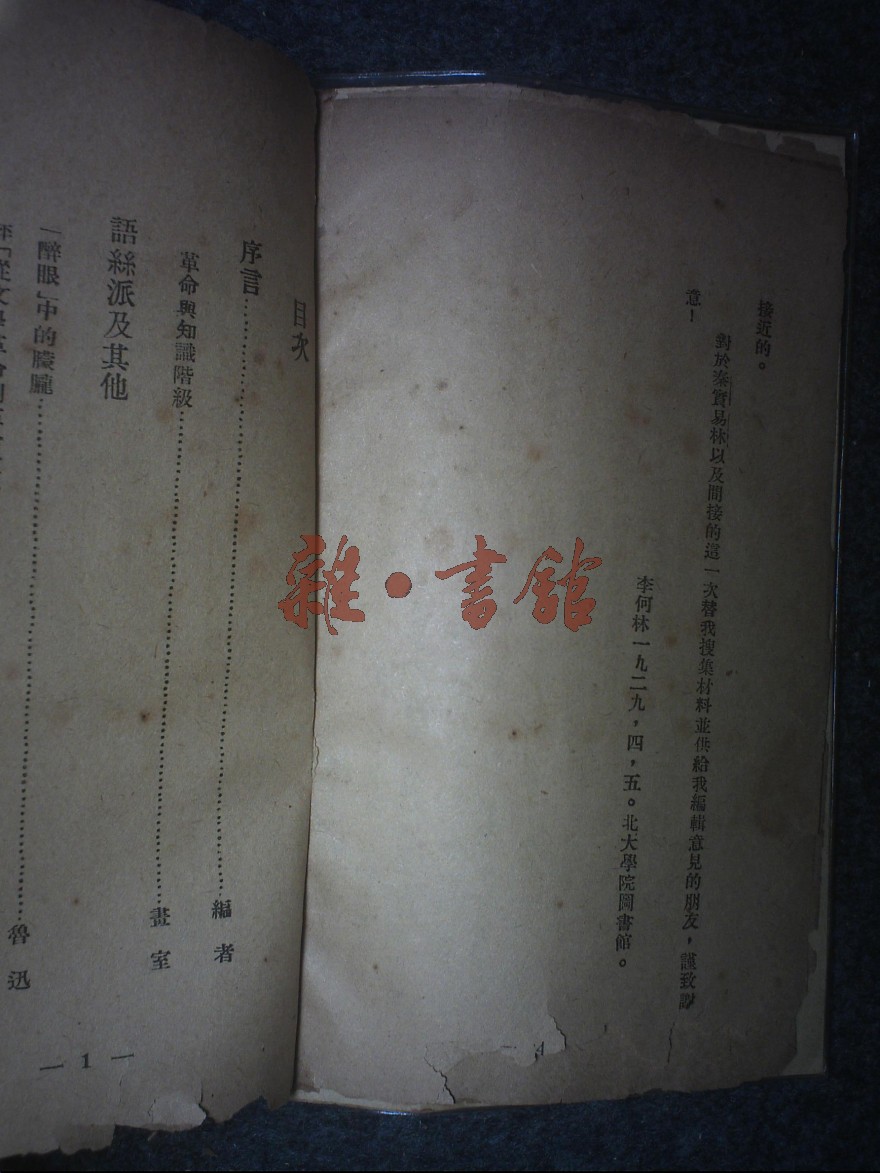 接近的。
對於秦實易林以及間接的這一次替我搜集材料並供給我編輯意見的朋友，謹致謝
意！
李何林一九二九，四，五。北大學院圖書館。
目次
序言……編者
革命與知識階級……畫室
語絲派及其他
「醉眼」中的朦朧……魯迅
— 1 —
雜·書館